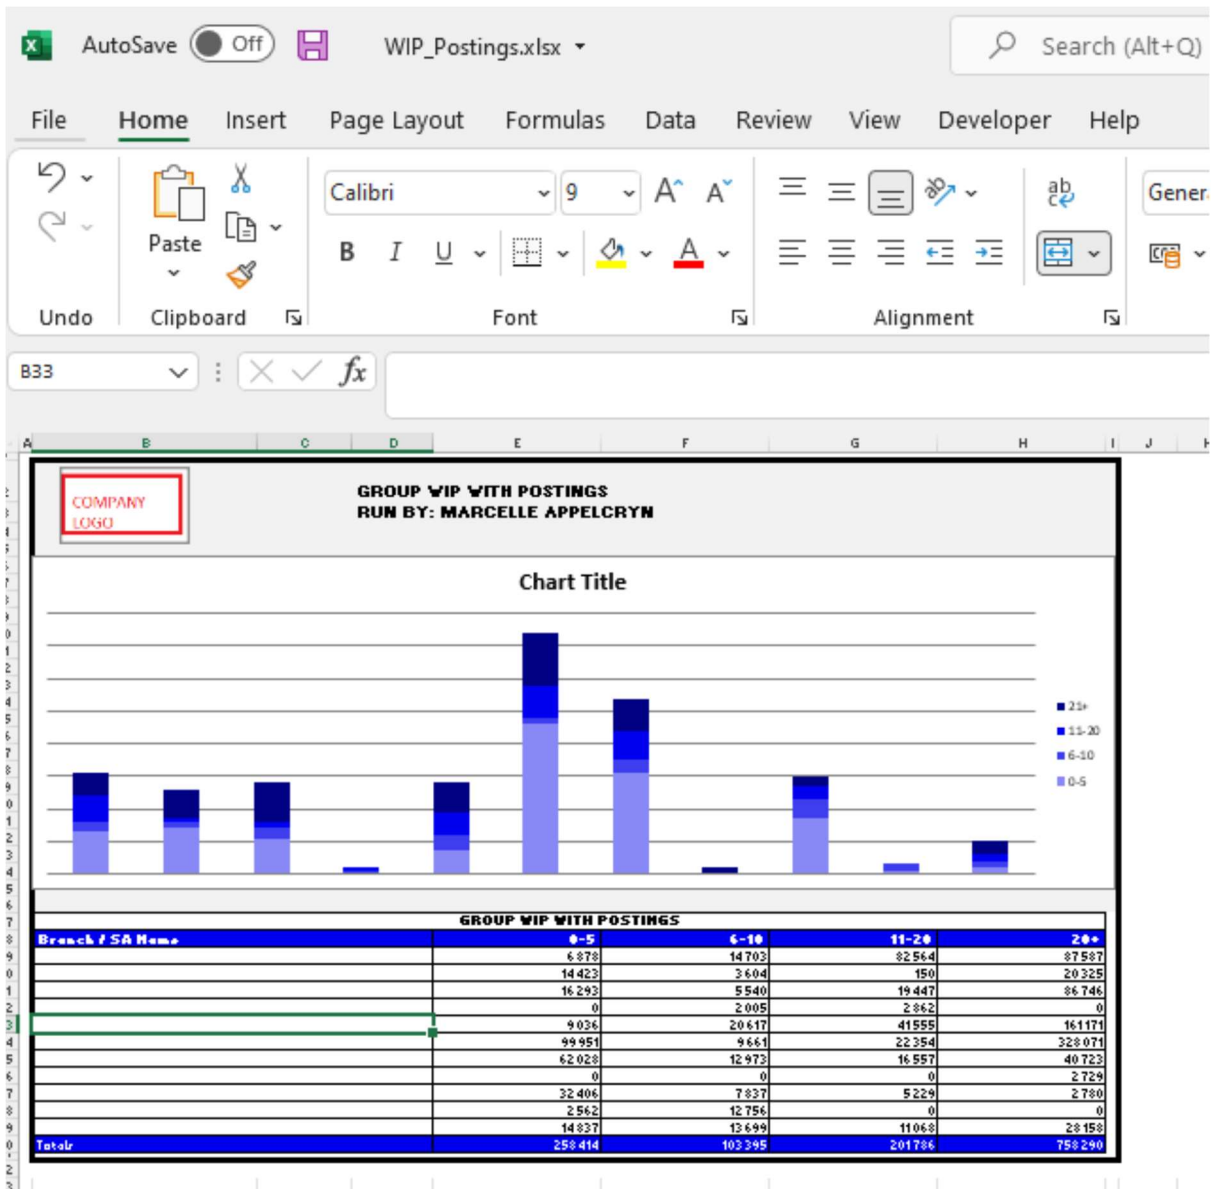 AutoSave Off WIP_Postings.xlsx Search (Alt+Q)
File Home Insert Page Layout Formulas Data Review View Developer Help
Calibri 9 A A ab Gener
Paste B I U A c
Undo Clipboard Font Alignment
B33 fx
A B C D E F G H I J
COMPANY
LOGO
GROUP WIP WITH POSTINGS
RUN BY: MARCELLE APPELCRYN
Chart Title
21+
11-20
6-10
0-5
GROUP WIP WITH POSTINGS
Branch / SA Name 0-5 6-10 11-20 20+
6 878 14 703 82 564 87 587
14 423 3 604 150 20 325
16 293 5 540 19 447 86 746
0 2 005 2 862 0
9 036 20 617 41 555 161 171
99 951 9 661 22 354 328 071
62 028 12 973 16 557 40 723
0 0 0 2 729
32 406 7 837 5 229 2 780
2 562 12 756 0 0
14 837 13 699 11 068 28 158
Totals 258 414 103 395 201 786 758 290